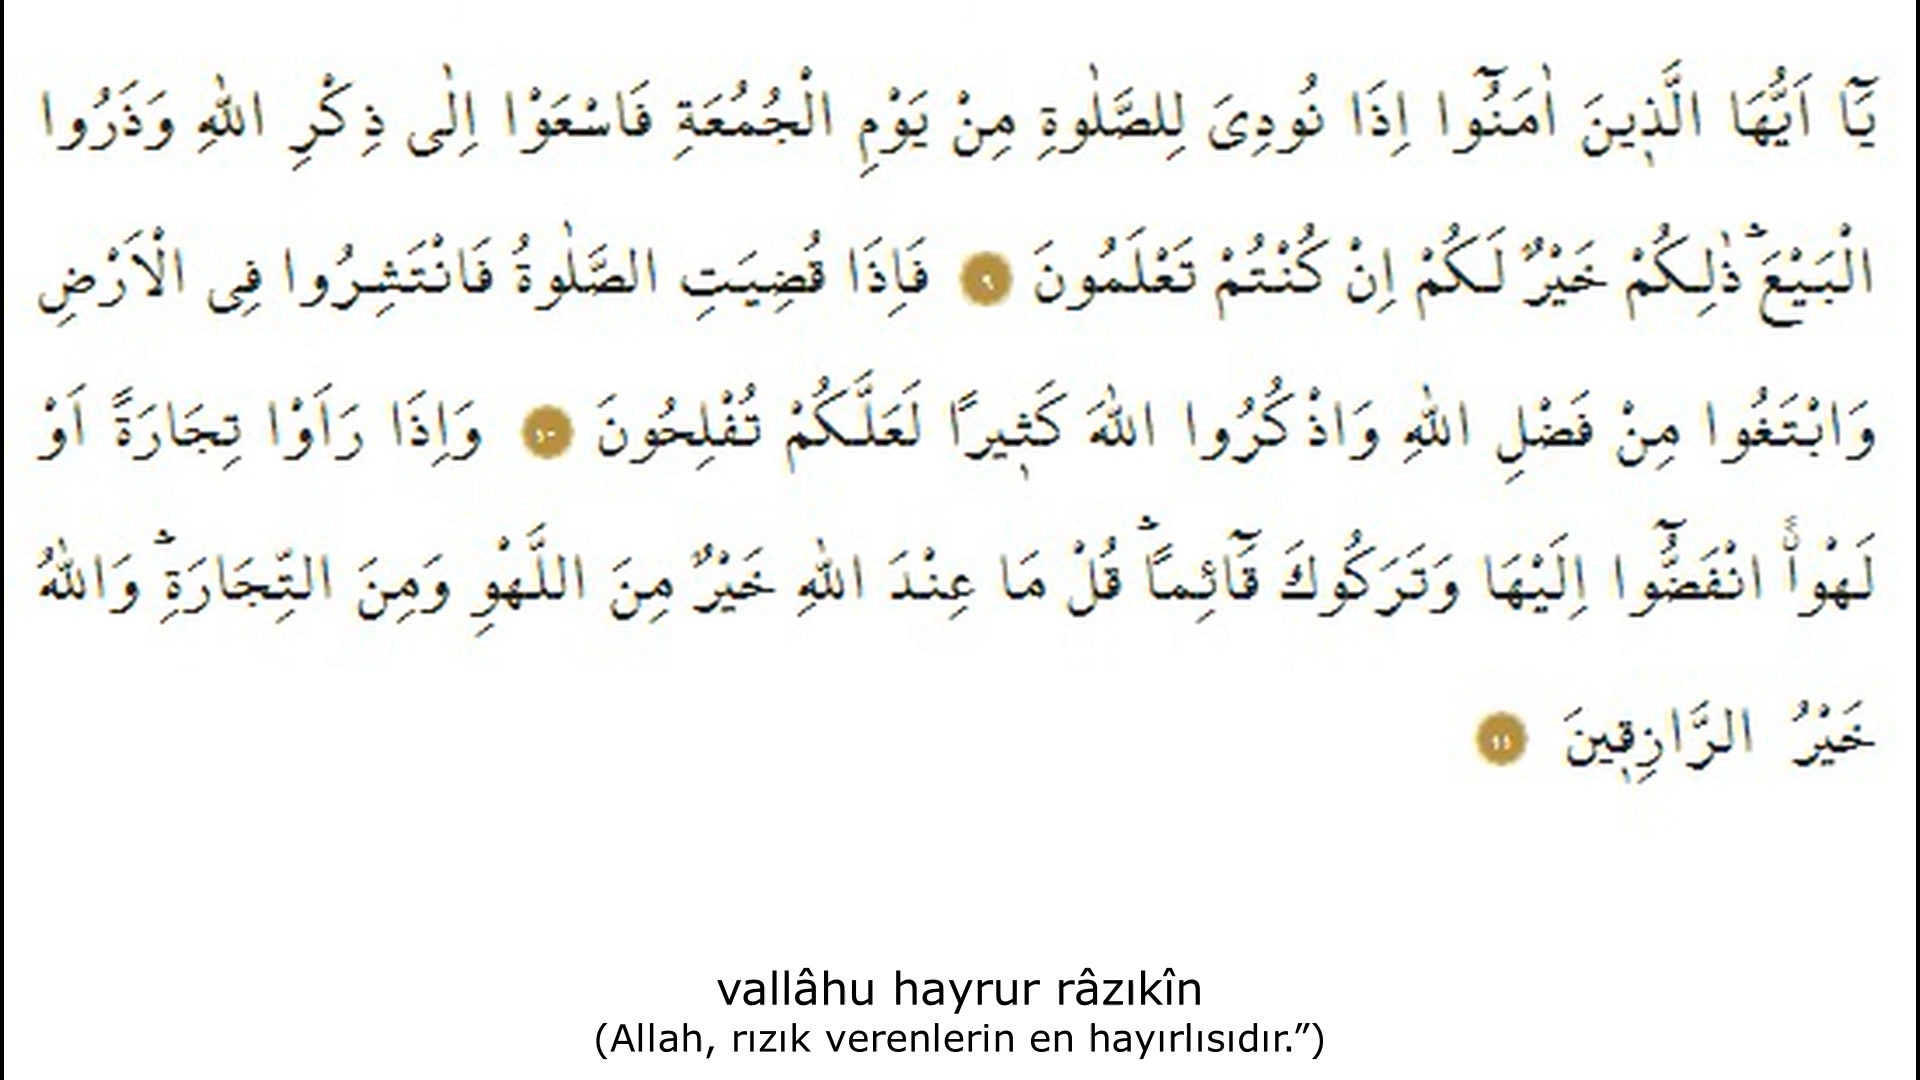 يَٓا اَيُّهَا الَّذ۪ينَ اٰمَنُٓوا اِذَا نُودِىَ لِلصَّلٰوةِ مِنْ يَوْمِ الْجُمُعَةِ فَاسْعَوْا اِلٰى ذِكْرِ اللّٰهِ وَذَرُوا
الْبَيْعَۜ ذٰلِكُمْ خَيْرٌ لَكُمْ اِنْ كُنْتُمْ تَعْلَمُونَ ٩ فَاِذَا قُضِيَتِ الصَّلٰوةُ فَانْتَشِرُوا فِى الْاَرْضِ
وَابْتَغُوا مِنْ فَضْلِ اللّٰهِ وَاذْكُرُوا اللّٰهَ كَث۪يرًا لَعَلَّكُمْ تُفْلِحُونَ ١٠ وَاِذَا رَاَوْا تِجَارَةً اَوْ
لَهْوًاۨ انْفَضُّٓوا اِلَيْهَا وَتَرَكُوكَ قَٓائِمًاۜ قُلْ مَا عِنْدَ اللّٰهِ خَيْرٌ مِنَ اللَّهْوِ وَمِنَ التِّجَارَةِۜ وَاللّٰهُ
خَيْرُ الرَّازِق۪ينَ ١١
vallâhu hayrur râzıkîn
(Allah, rızık verenlerin en hayırlısıdır.”)